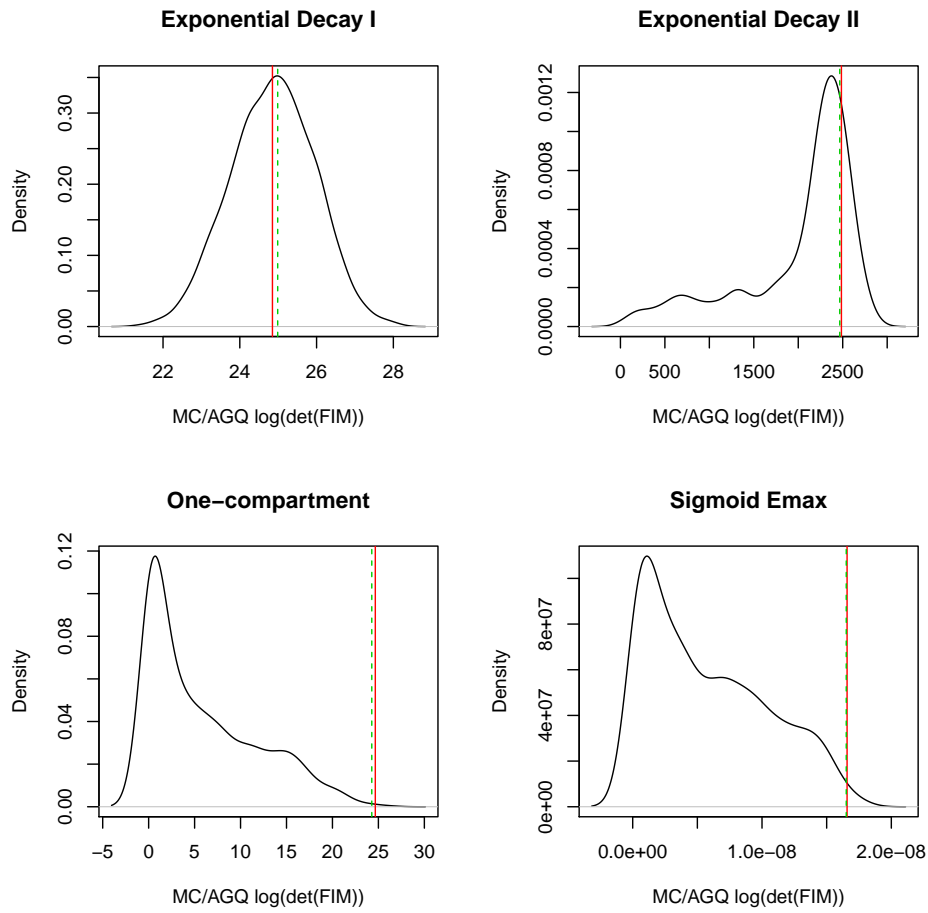 Exponential Decay I
Density
0.00 0.10 0.20 0.30
22 24 26 28
MC/AGQ log(det(FIM))
Exponential Decay II
Density
0.0000 0.0004 0.0008 0.0012
0 500 1500 2500
MC/AGQ log(det(FIM))
One−compartment
Density
0.00 0.04 0.08 0.12
−5 0 5 10 15 20 25 30
MC/AGQ log(det(FIM))
Sigmoid Emax
Density
0e+00 4e+07 8e+07
0.0e+00 1.0e−08 2.0e−08
MC/AGQ log(det(FIM))